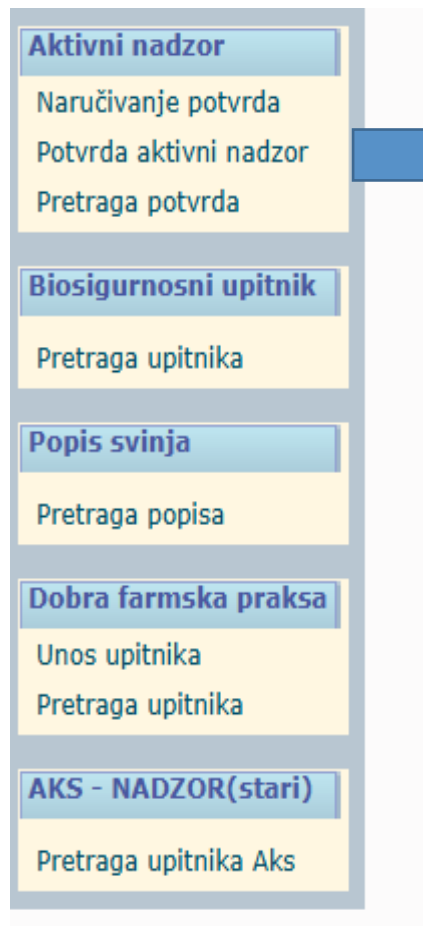 Aktivni nadzor
Naručivanje potvrda
Potvrda aktivni nadzor
Pretraga potvrda
Biosigurnosni upitnik
Pretraga upitnika
Popis svinja
Pretraga popisa
Dobra farmska praksa
Unos upitnika
Pretraga upitnika
AKS - NADZOR(stari)
Pretraga upitnika Aks